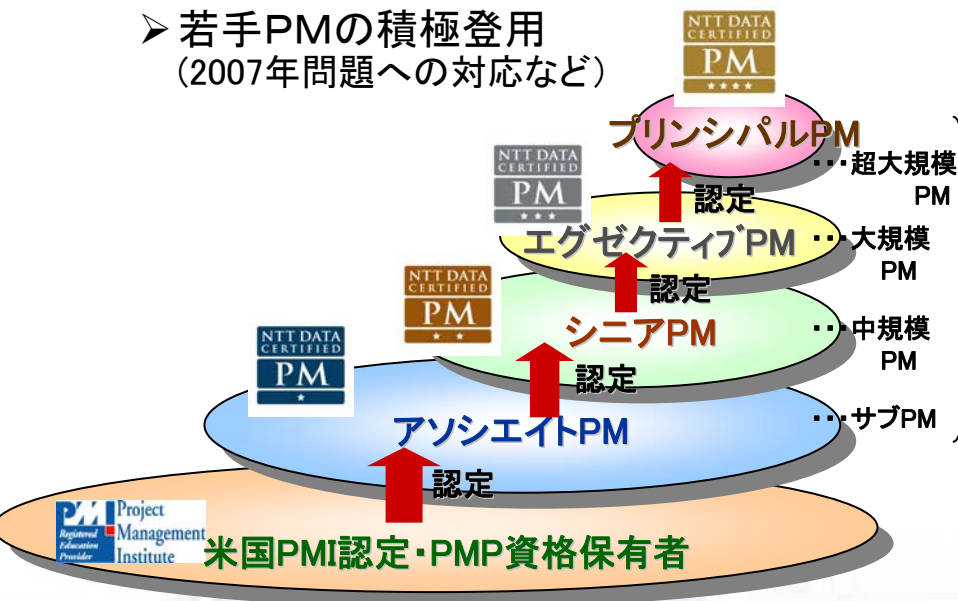 ➢ 若手PMの積極登用
（2007年問題への対応など）
NTT DATA
CERTIFIED
PM
★★★★
プリンシパルPM
・・・超大規模
PM
認定
NTT DATA
CERTIFIED
PM
★★★
エグゼクティブPM
・・・大規模
PM
認定
NTT DATA
CERTIFIED
PM
★★
シニアPM
・・・中規模
PM
認定
NTT DATA
CERTIFIED
PM
★
アソシエイトPM
・・・サブPM
認定
PMI
Registered
Education
Provider
Project
Management
Institute
米国PMI認定・PMP資格保有者